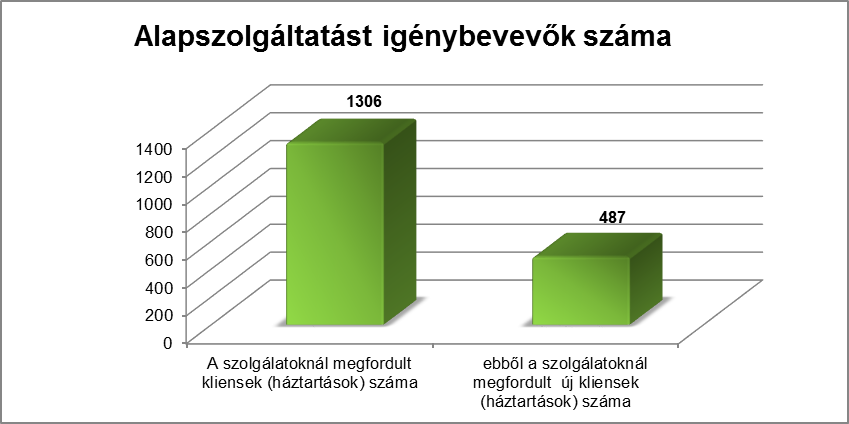 Alapszolgáltatást igénybevevők száma
1306
487
1400
1200
1000
800
600
400
200
0
A szolgálatoknál megfordult
kliensek (háztartások) száma
ebből a szolgálatoknál
megfordult új kliensek
(háztartások) száma